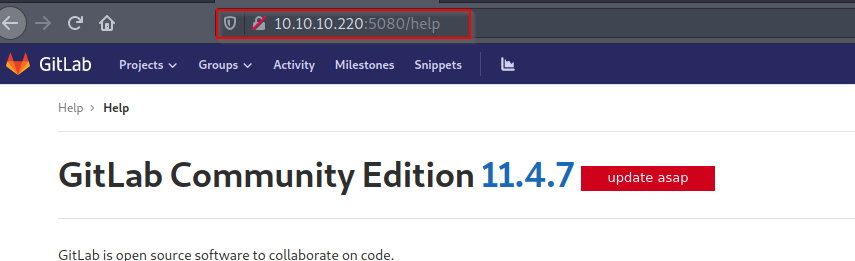 10.10.10.220:5080/help
GitLab Projects Groups Activity Milestones Snippets
Help > Help
GitLab Community Edition 11.4.7 update asap
GitLab is open source software to collaborate on code.